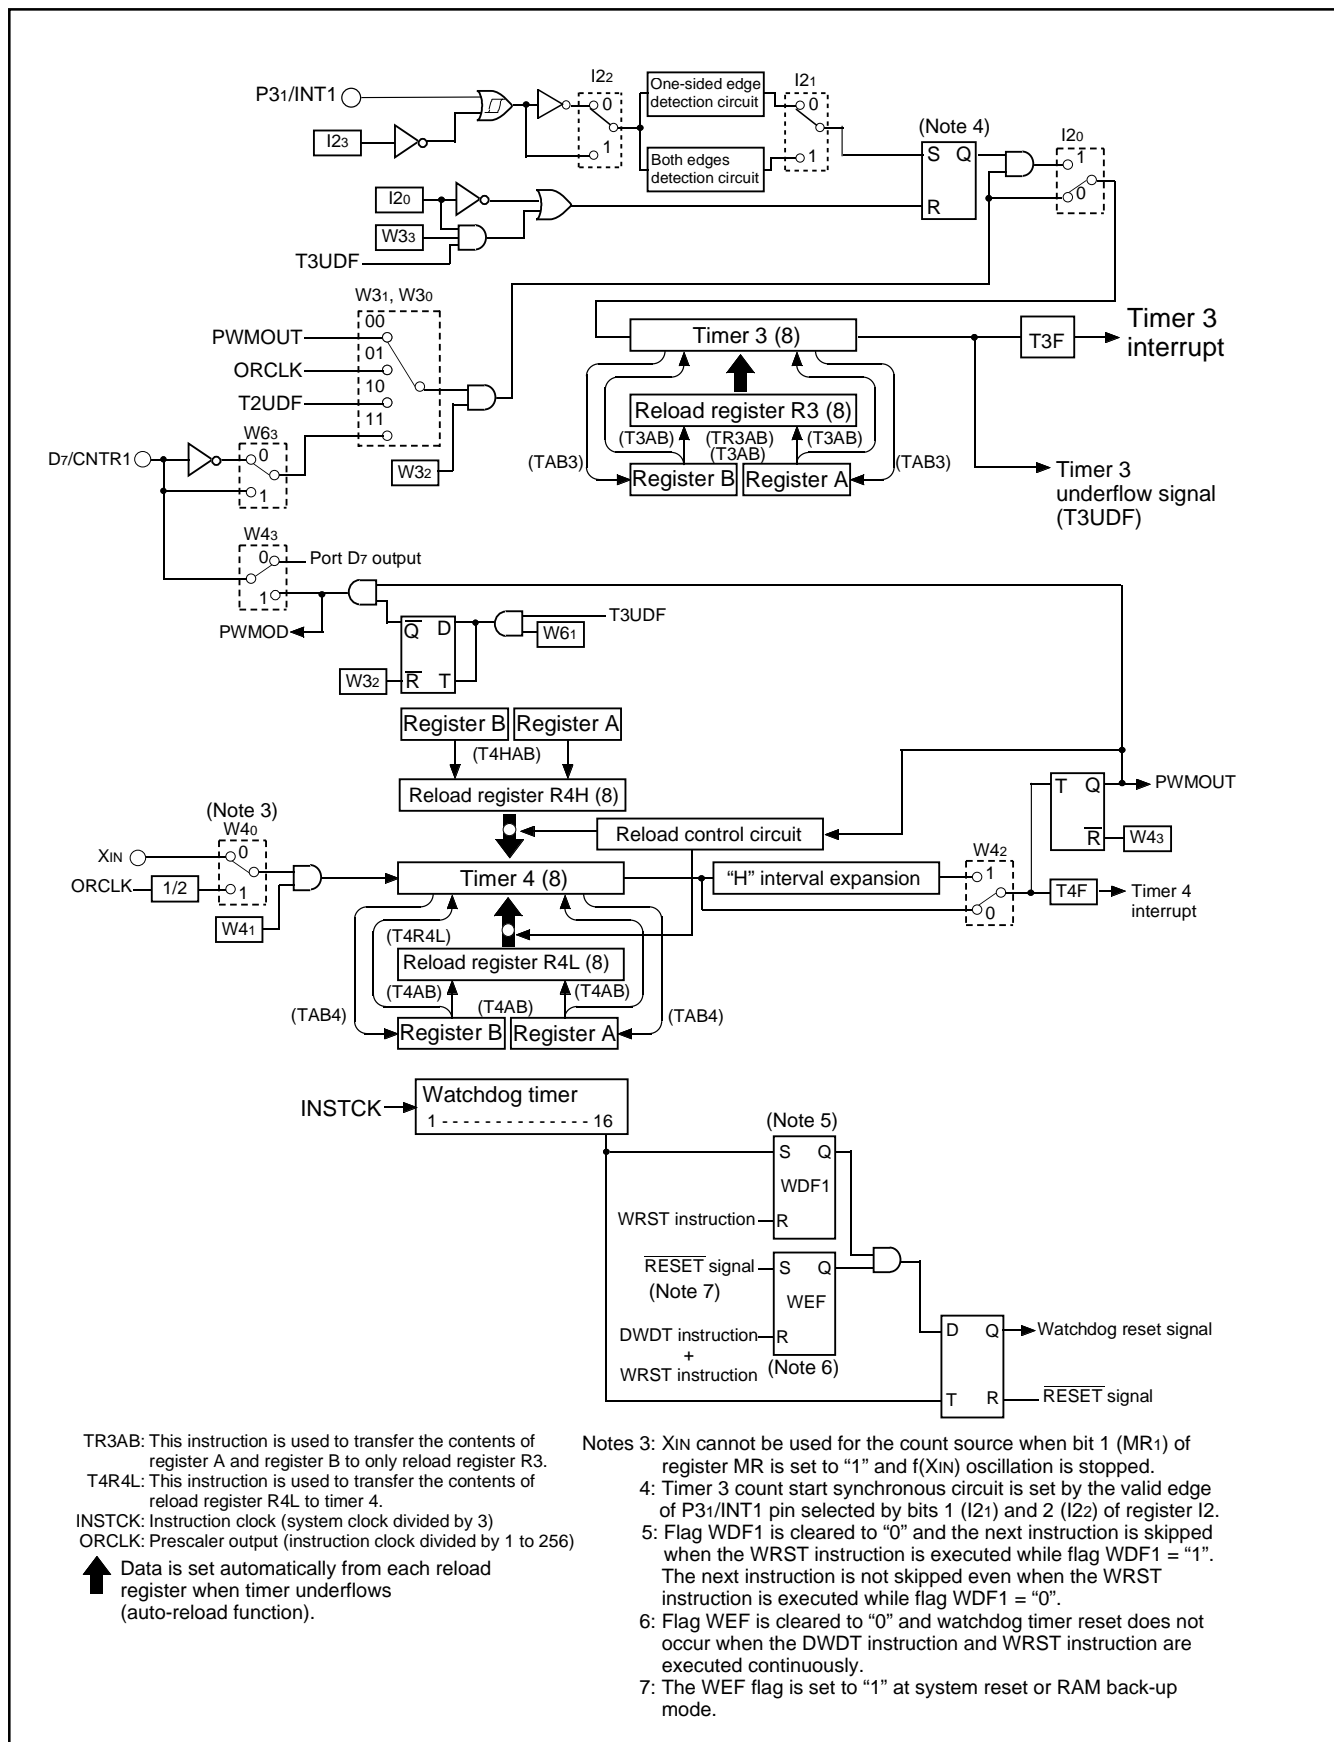 P31/INT1
I22
0
1
One-sided edge
detection circuit
Both edges
detection circuit
I21
0
1
(Note 4)
S Q
R
I20
1
0
I23
I20
W33
T3UDF
W31, W30
00
01
10
11
PWMOUT
ORCLK
T2UDF
W63
0
1
D7/CNTR1
W32
Timer 3 (8)
T3F
Timer 3
interrupt
Reload register R3 (8)
(T3AB)
(TR3AB)
(T3AB)
(T3AB)
(TAB3)
Register B
Register A
(TAB3)
Timer 3
underflow signal
(T3UDF)
W43
0
Port D7 output
1
PWMOD
Q D
R T
T3UDF
W61
W32
Register B
Register A
(T4HAB)
Reload register R4H (8)
Reload control circuit
T Q
R
PWMOUT
W43
(Note 3)
W40
0
1
XIN
ORCLK
1/2
W41
Timer 4 (8)
“H” interval expansion
W42
1
0
T4F
Timer 4
interrupt
(T4R4L)
Reload register R4L (8)
(T4AB)
(T4AB)
(T4AB)
(TAB4)
Register B
Register A
(TAB4)
INSTCK
Watchdog timer
1 - - - - - - - - - - - - - - 16
(Note 5)
S Q
WDF1
R
WRST instruction
RESET signal
(Note 7)
S Q
WEF
R
DWDT instruction
+
WRST instruction
(Note 6)
D Q
T R
Watchdog reset signal
RESET signal
TR3AB: This instruction is used to transfer the contents of
register A and register B to only reload register R3.
T4R4L: This instruction is used to transfer the contents of
reload register R4L to timer 4.
INSTCK: Instruction clock (system clock divided by 3)
ORCLK: Prescaler output (instruction clock divided by 1 to 256)
Data is set automatically from each reload
register when timer underflows
(auto-reload function).
Notes 3: XIN cannot be used for the count source when bit 1 (MR1) of
register MR is set to “1” and f(XIN) oscillation is stopped.
4: Timer 3 count start synchronous circuit is set by the valid edge
of P31/INT1 pin selected by bits 1 (I21) and 2 (I22) of register I2.
5: Flag WDF1 is cleared to “0” and the next instruction is skipped
when the WRST instruction is executed while flag WDF1 = “1”.
The next instruction is not skipped even when the WRST
instruction is executed while flag WDF1 = “0”.
6: Flag WEF is cleared to “0” and watchdog timer reset does not
occur when the DWDT instruction and WRST instruction are
executed continuously.
7: The WEF flag is set to “1” at system reset or RAM back-up
mode.